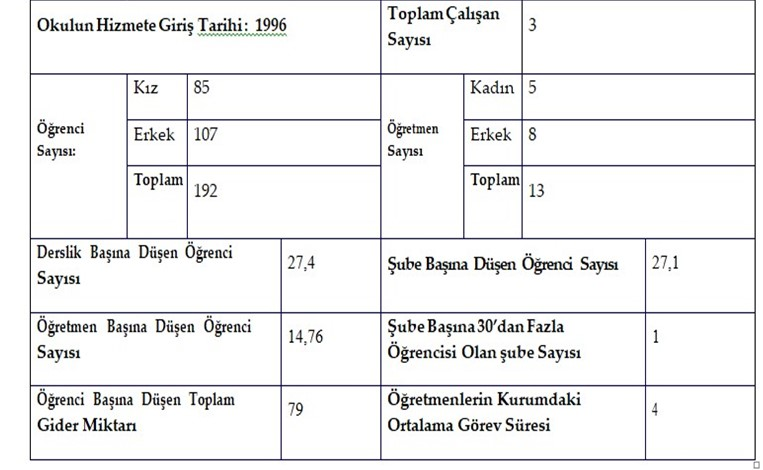 Okulun Hizmete Giriş Tarihi: 1996
Toplam Çalışan
Sayısı
3
Öğrenci
Sayısı:
Kız
85
Erkek
107
Toplam
192
Öğretmen
Sayısı
Kadın
5
Erkek
8
Toplam
13
Derslik Başına Düşen Öğrenci
Sayısı
27,4
Şube Başına Düşen Öğrenci Sayısı
27,1
Öğretmen Başına Düşen Öğrenci
Sayısı
14,76
Şube Başına 30'dan Fazla
Öğrencisi Olan şube Sayısı
1
Öğrenci Başına Düşen Toplam
Gider Miktarı
79
Öğretmenlerin Kurumdaki
Ortalama Görev Süresi
4